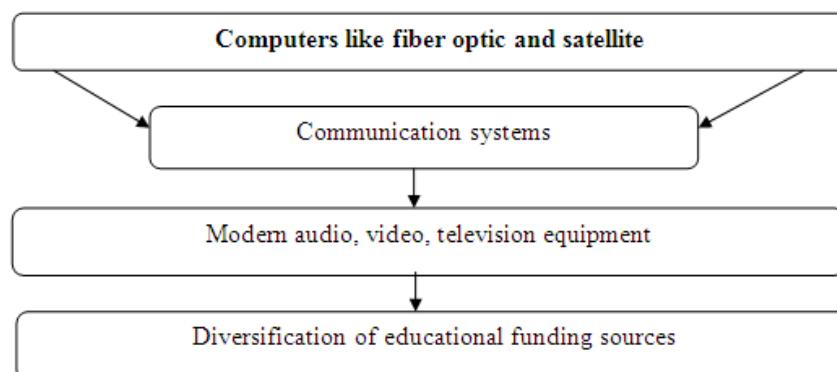 Computers like fiber optic and satellite
Communication systems
Modern audio, video, television equipment
Diversification of educational funding sources